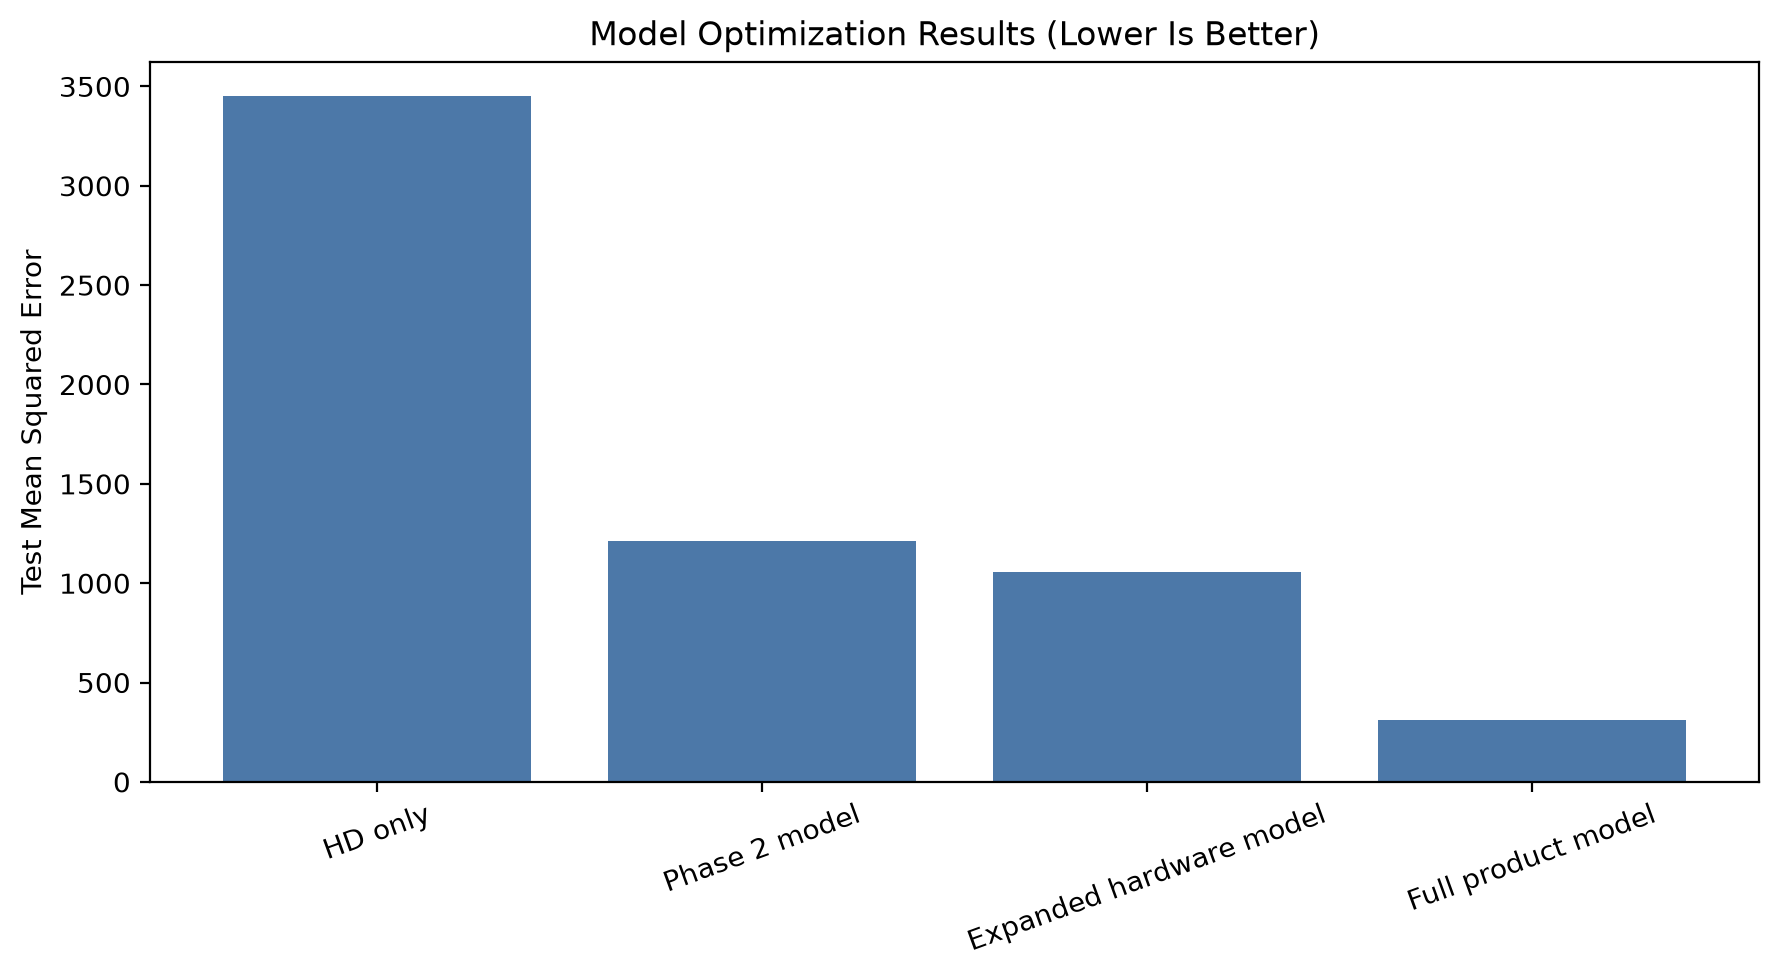 Model Optimization Results (Lower Is Better)
Test Mean Squared Error
3500
3000
2500
2000
1500
1000
500
0
HD only
Phase 2 model
Expanded hardware model
Full product model